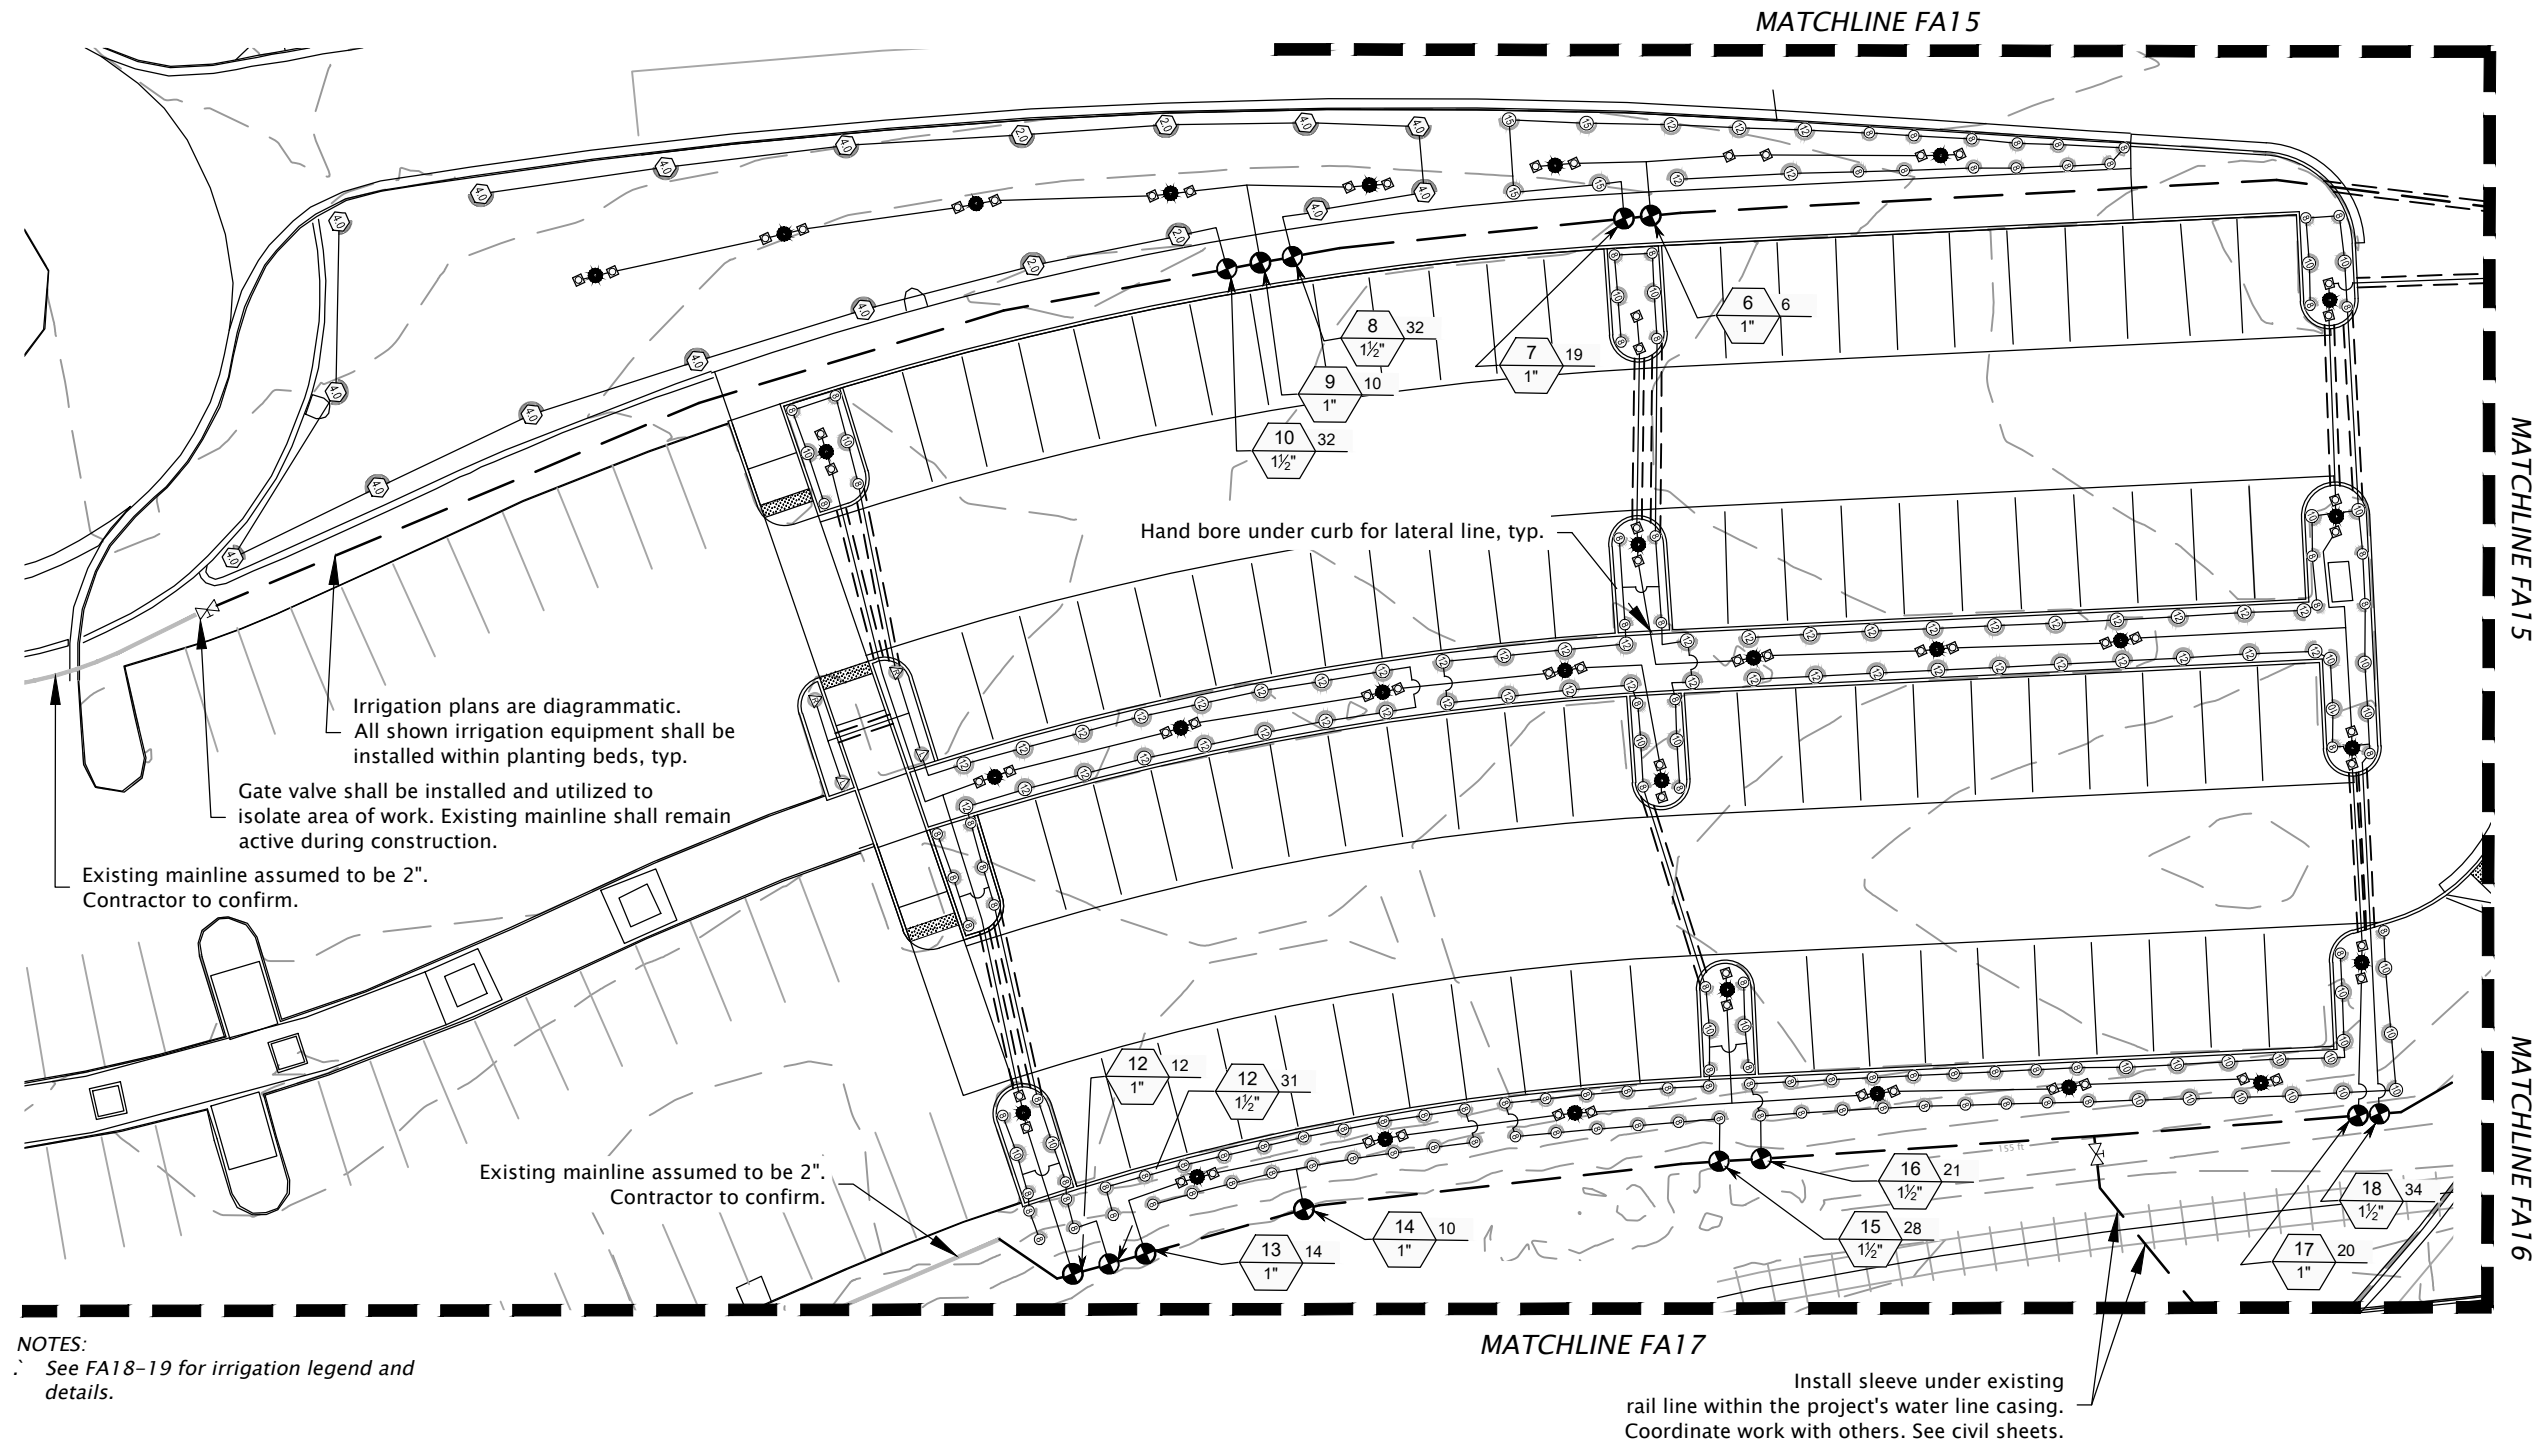 MATCHLINE FA15
8 32
1½"
9 10
1"
10 32
1½"
7 19
1"
6 6
1"
Hand bore under curb for lateral line, typ.
MATCHLINE FA15
Irrigation plans are diagrammatic.
All shown irrigation equipment shall be
installed within planting beds, typ.
Gate valve shall be installed and utilized to
isolate area of work. Existing mainline shall remain
active during construction.
Existing mainline assumed to be 2".
Contractor to confirm.
12 12
1"
12 31
1½"
Existing mainline assumed to be 2".
Contractor to confirm.
13 14
1"
14 10
1"
15 28
1½"
16 21
1½"
155 ft
18 34
1½"
17 20
1"
MATCHLINE FA16
MATCHLINE FA17
NOTES:
.` See FA18-19 for irrigation legend and
details.
Install sleeve under existing
rail line within the project's water line casing.
Coordinate work with others. See civil sheets.